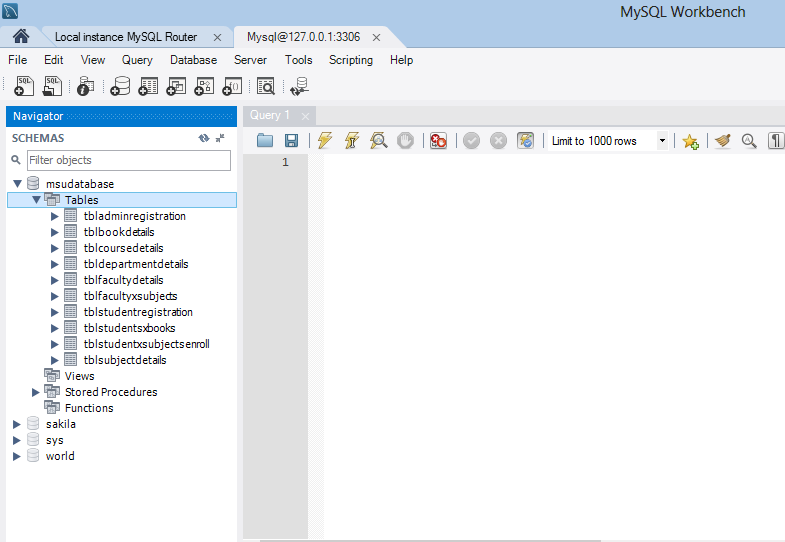 MySQL Workbench
Local instance MySQL Router
Mysql@127.0.0.1:3306
File Edit View Query Database Server Tools Scripting Help
SQL SQL
Navigator
Query 1
SCHEMAS
Limit to 1000 rows
Filter objects
1
msudatabase
Tables
tbladminregistration
tblbookdetails
tblcoursedetails
tbldepartmentdetails
tblfacultydetails
tblfacultyxsubjects
tblstudentregistration
tblstudentsxbooks
tblstudentxsubjectsenroll
tblsubjectdetails
Views
Stored Procedures
Functions
sakila
sys
world